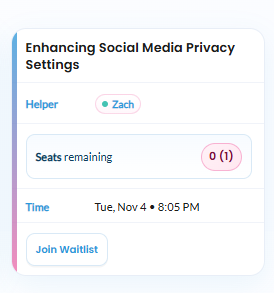 Enhancing Social Media Privacy
Settings
Helper Zach
Seats remaining 0 (1)
Time Tue, Nov 4 • 8:05 PM
Join Waitlist